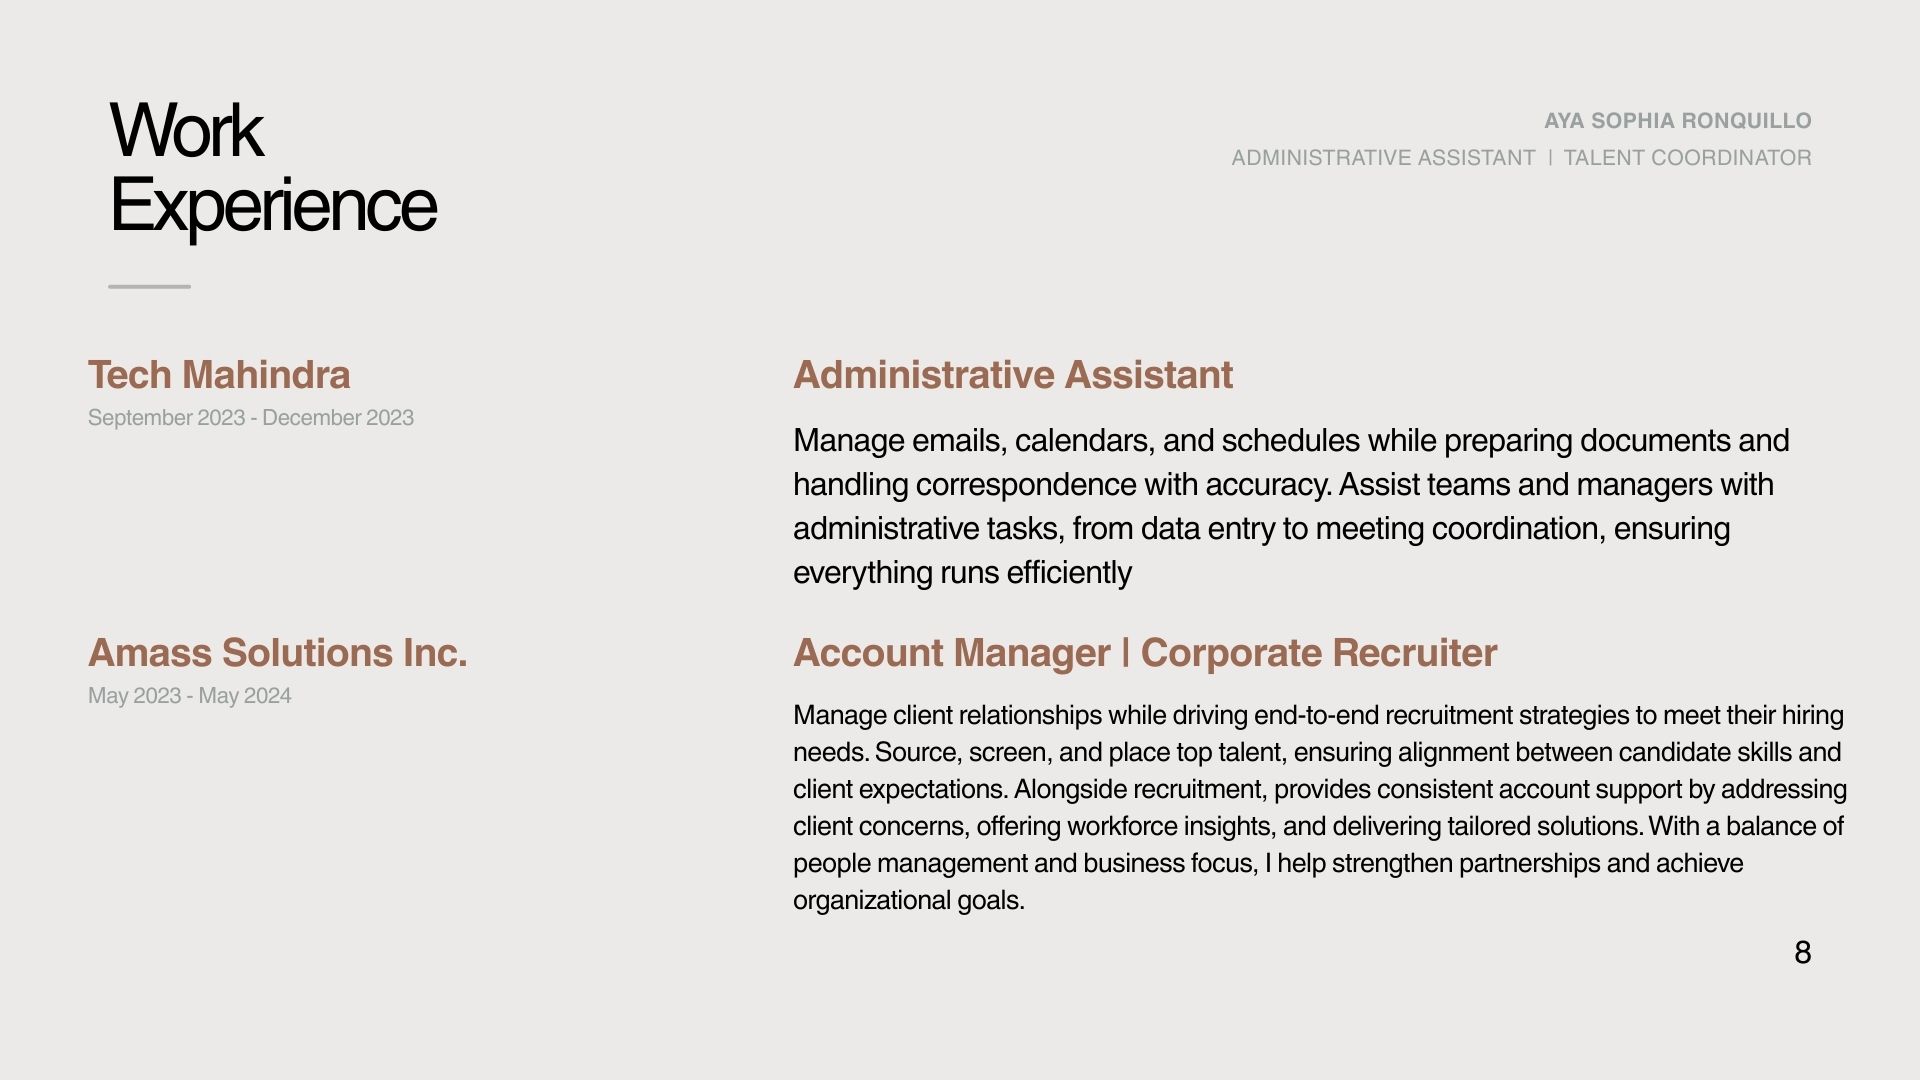 Work
Experience
AYA SOPHIA RONQUILLO
ADMINISTRATIVE ASSISTANT | TALENT COORDINATOR
Tech Mahindra
September 2023 - December 2023
Administrative Assistant
Manage emails, calendars, and schedules while preparing documents and
handling correspondence with accuracy. Assist teams and managers with
administrative tasks, from data entry to meeting coordination, ensuring
everything runs efficiently
Amass Solutions Inc.
May 2023 - May 2024
Account Manager | Corporate Recruiter
Manage client relationships while driving end-to-end recruitment strategies to meet their hiring
needs. Source, screen, and place top talent, ensuring alignment between candidate skills and
client expectations. Alongside recruitment, provides consistent account support by addressing
client concerns, offering workforce insights, and delivering tailored solutions. With a balance of
people management and business focus, I help strengthen partnerships and achieve
organizational goals.
8